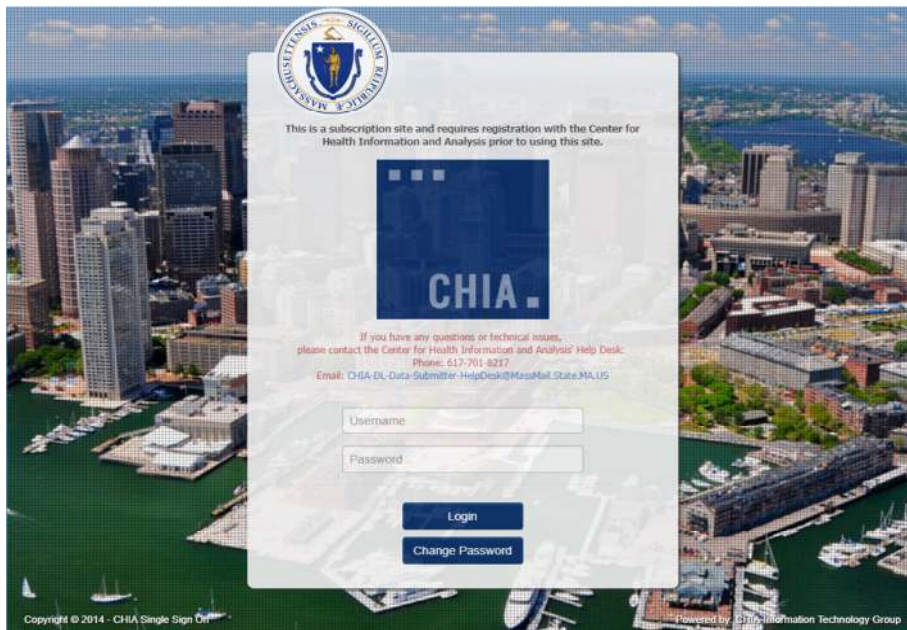 SIGILLUM REIPUBLICÆ MASSACHUSETTENSIS
This is a subscription site and requires registration with the Center for
Health Information and Analysis prior to using this site.
CHIA.
If you have any questions or technical issues,
please contact the Center for Health Information and Analysis' Help Desk:
Phone: 617-701-8217
Email: CHIA-DL-Data-Submitter-HelpDesk@MassMail.State.MA.US
Username
Password
Login
Change Password
Copyright © 2014 - CHIA Single Sign On
Powered by: CHIA Information Technology Group